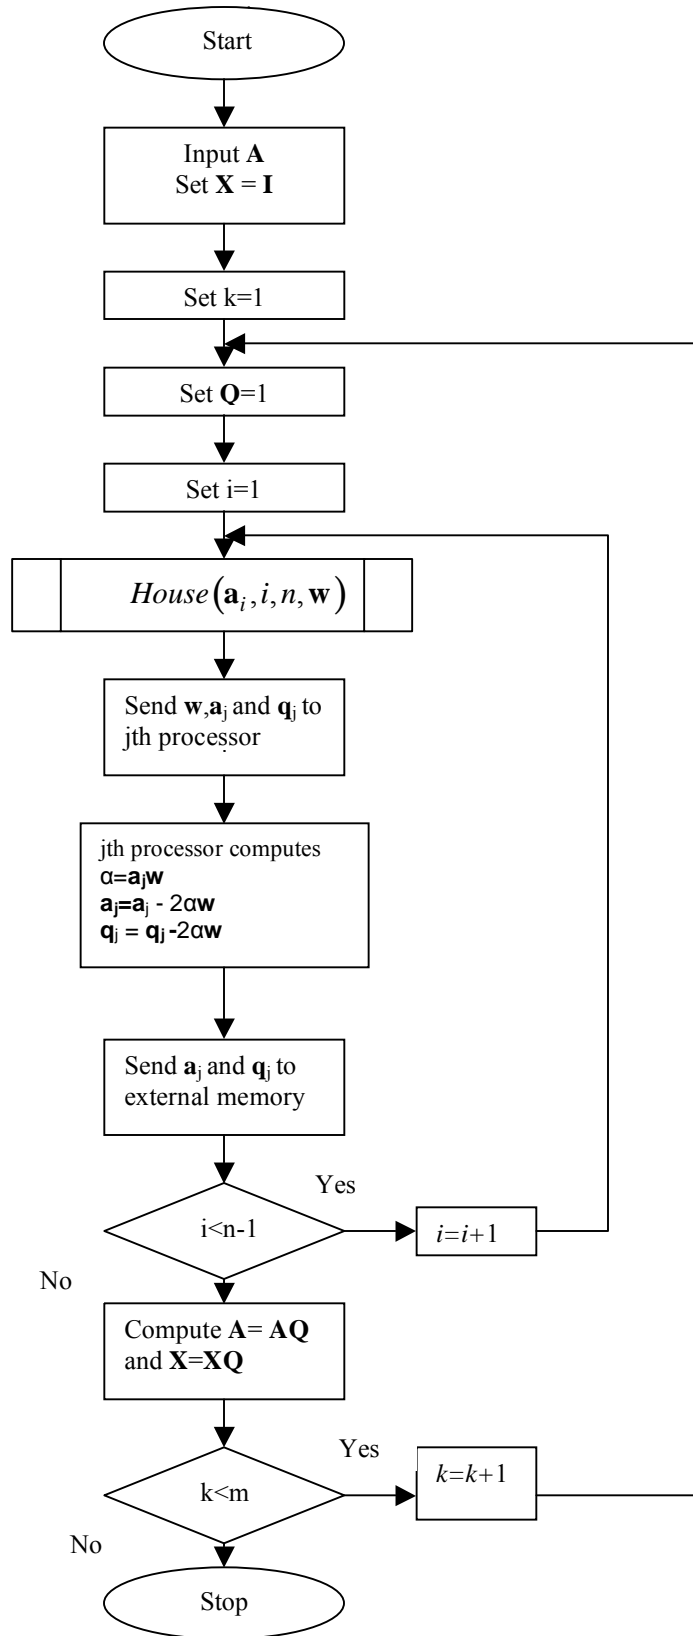 Start
Input A
Set X = I
Set k=1
Set Q=1
Set i=1
House(a_i, i, n, w)
Send w,a_j and q_j to
jth processor
jth processor computes
α=a_jw
a_j=a_j - 2αw
q_j = q_j -2αw
Send a_j and q_j to
external memory
Yes
i<n-1
i=i+1
No
Compute A= AQ
and X=XQ
Yes
k<m
k=k+1
No
Stop